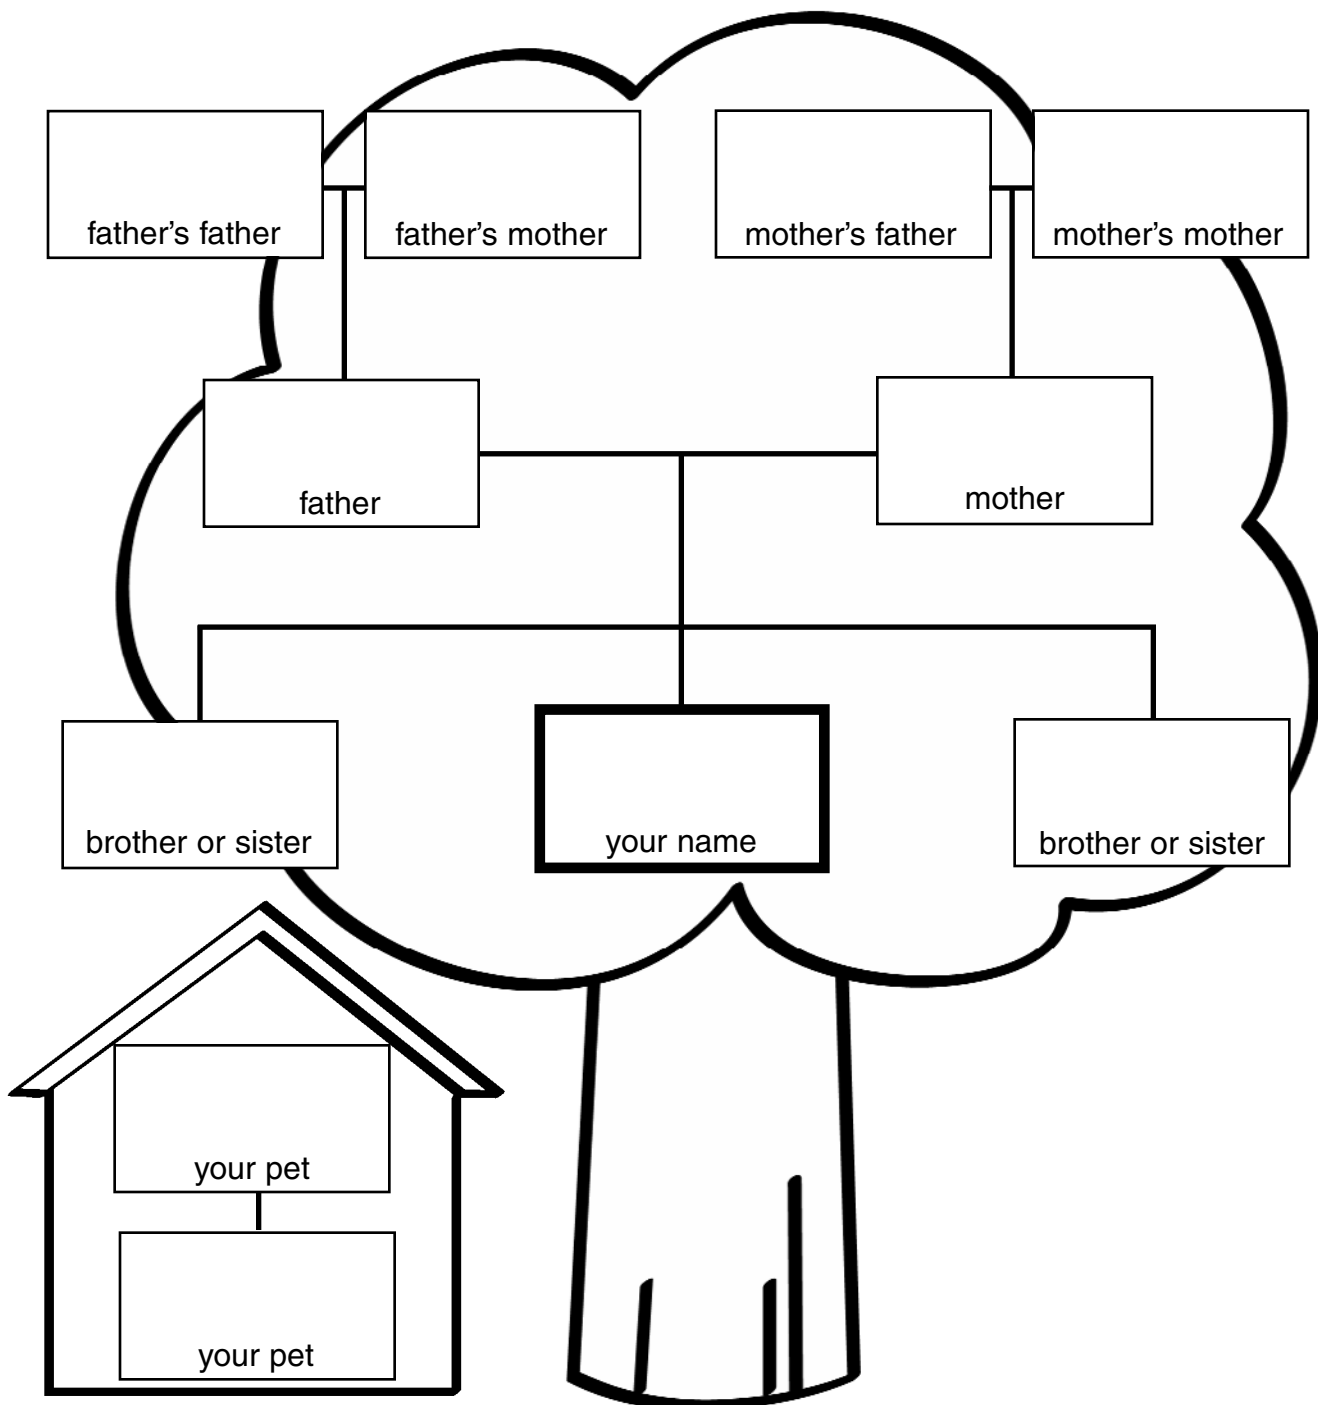 father’s father
father’s mother
mother’s father
mother’s mother
father
mother
brother or sister
your name
brother or sister
your pet
your pet